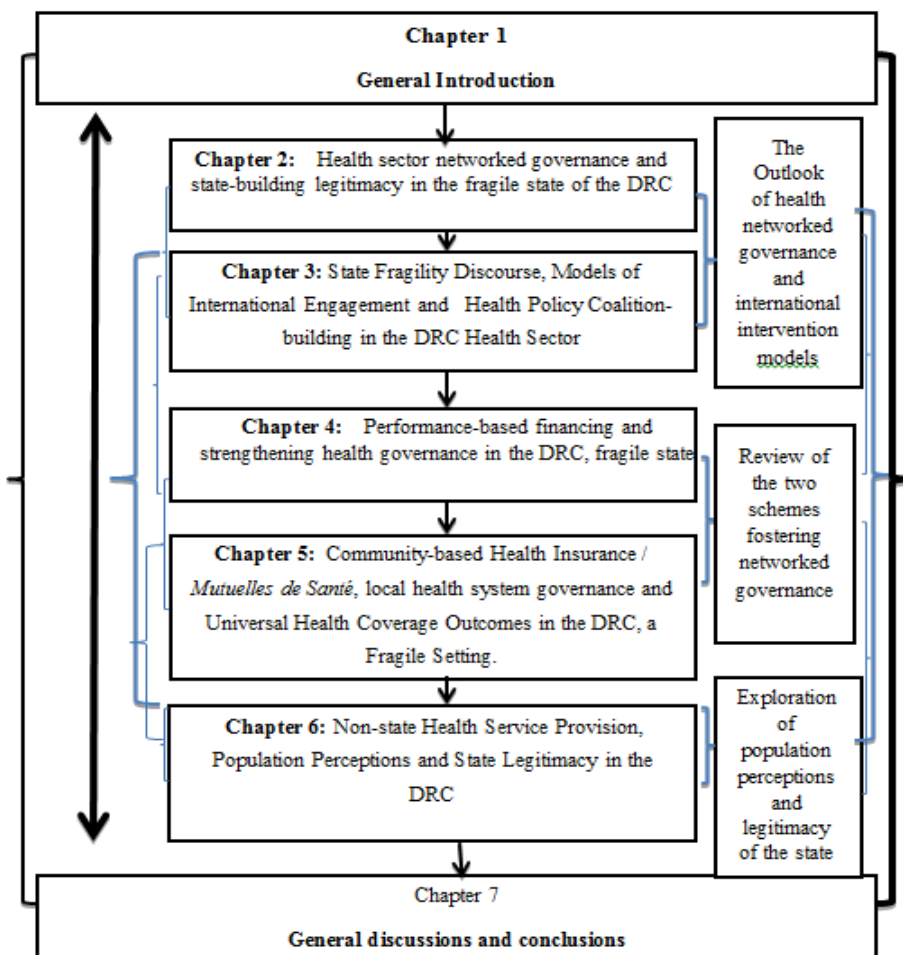 Chapter 1
General Introduction
Chapter 2: Health sector networked governance and
state-building legitimacy in the fragile state of the DRC
Chapter 3: State Fragility Discourse, Models of
International Engagement and Health Policy Coalition-
building in the DRC Health Sector
The
Outlook
of health
networked
governance
and
international
intervention
models
Chapter 4: Performance-based financing and
strengthening health governance in the DRC, fragile state
Chapter 5: Community-based Health Insurance /
Mutuelles de Santé, local health system governance and
Universal Health Coverage Outcomes in the DRC, a
Fragile Setting.
Review of
the two
schemes
fostering
networked
governance
Chapter 6: Non-state Health Service Provision,
Population Perceptions and State Legitimacy in the
DRC
Exploration
of
population
perceptions
and
legitimacy
of the state
Chapter 7
General discussions and conclusions